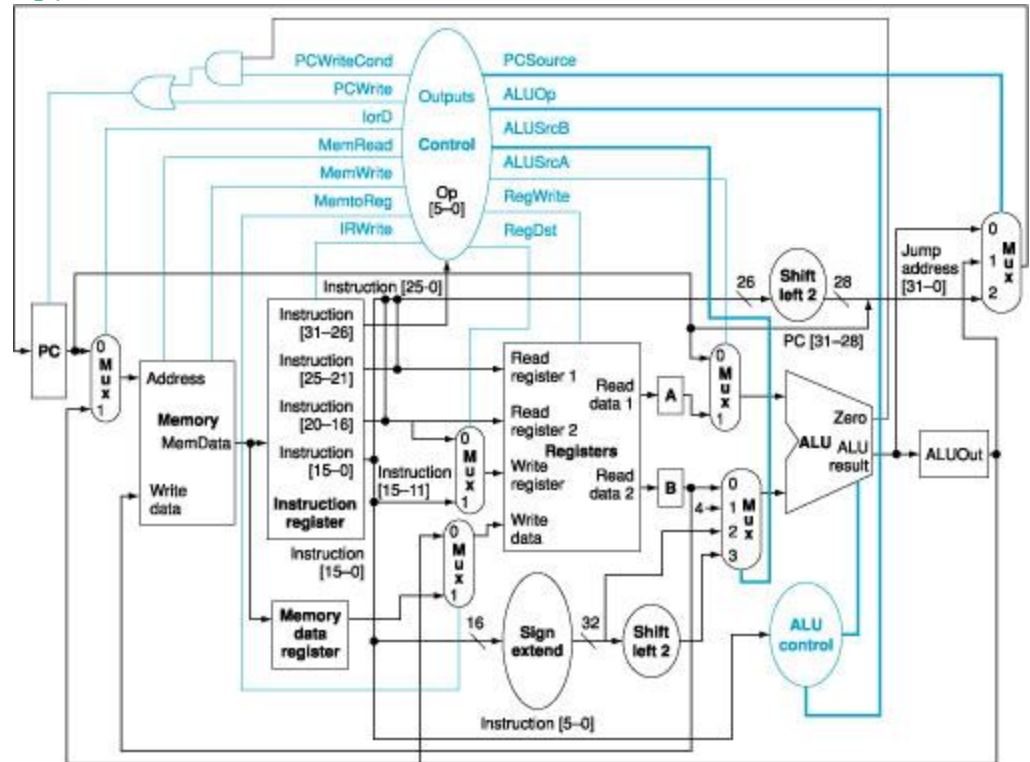 PCWriteCond
PCWrite
IorD
MemRead
MemWrite
MemtoReg
IRWrite
Outputs
Control
Op
[5–0]
PCSource
ALUOp
ALUSrcB
ALUSrcA
RegWrite
RegDst
Instruction [25-0]
26
Shift
left 2
28
Jump
address
[31–0]
0
1
2
M
u
x
PC [31–28]
PC
0
M
u
x
1
Address
Memory
MemData
Write
data
Instruction
[31–26]
Instruction
[25–21]
Instruction
[20–16]
Instruction
[15–0]
Instruction
register
Instruction
[15–0]
Instruction
[15–11]
0
M
u
x
1
Read
register 1
Read
register 2
Registers
Write
register
Write
data
Read
data 1
Read
data 2
A
B
0
M
u
x
1
4
0
1
2
3
M
u
x
Zero
ALU
ALU
result
ALUOut
0
M
u
x
1
Memory
data
register
16
Sign
extend
32
Shift
left 2
ALU
control
Instruction [5–0]